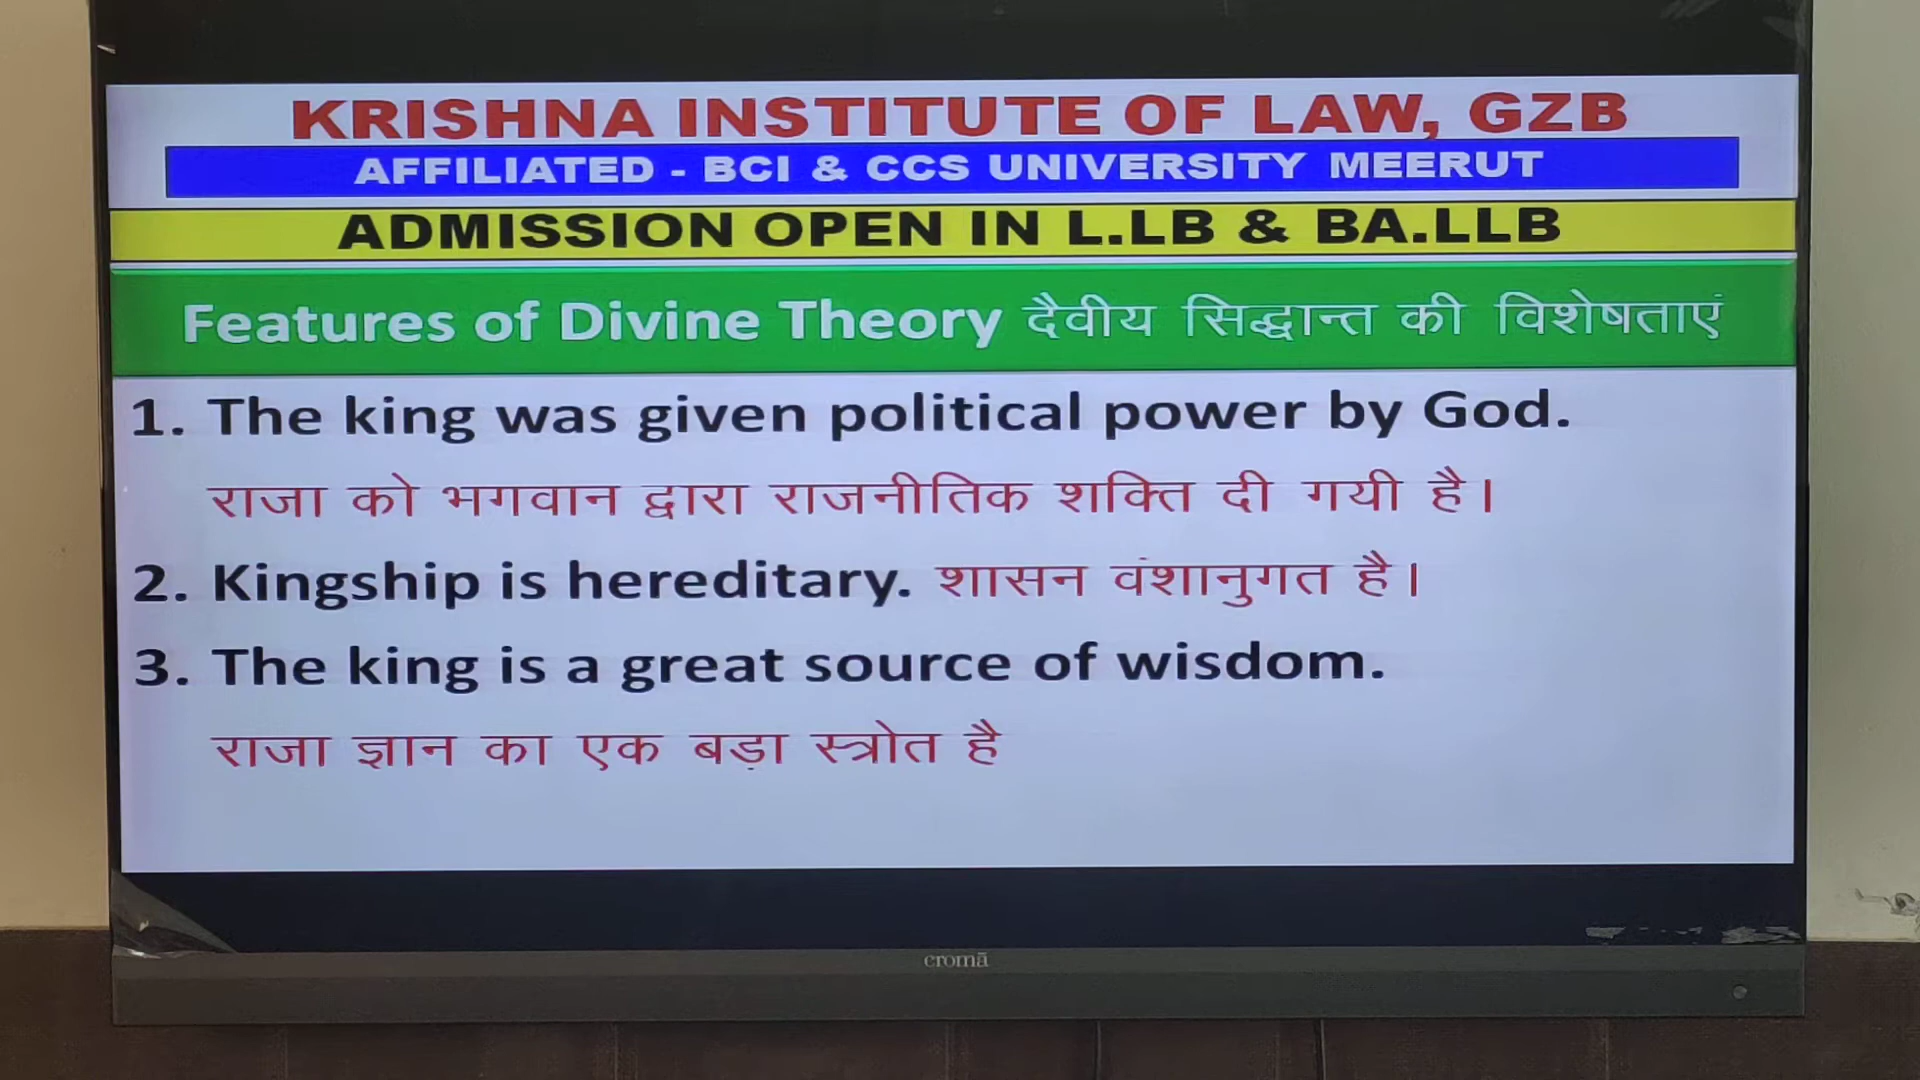 KRISHNA INSTITUTE OF LAW, GZB
AFFILIATED - BCI & CCS UNIVERSITY MEERUT
ADMISSION OPEN IN L.LB & BA.LLB
Features of Divine Theory दैवीय सिद्धान्त की विशेषताएं
1. The king was given political power by God.
राजा को भगवान द्वारा राजनीतिक शक्ति दी गयी है।
2. Kingship is hereditary. शासन वंशानुगत है।
3. The king is a great source of wisdom.
राजा ज्ञान का एक बड़ा स्त्रोत है
cromā